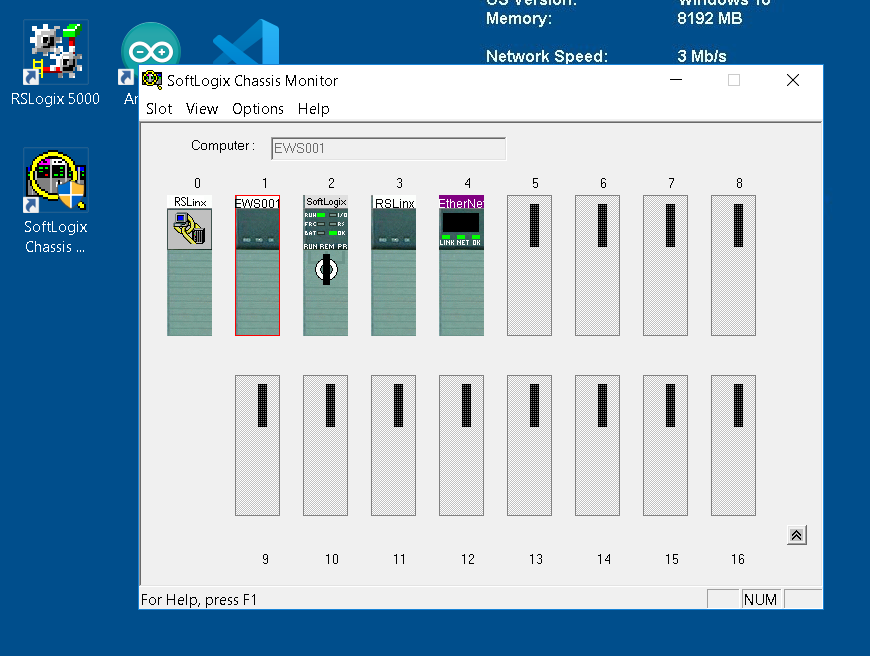 OS Version: Windows 10
Memory: 8192 MB
Network Speed: 3 Mb/s
RSLogix 5000
SoftLogix
Chassis ...
SoftLogix Chassis Monitor
Slot View Options Help
Computer: EWS001
0 1 2 3 4 5 6 7 8
RSLinx EWS001 SoftLogix RSLinx EtherNet
RUN I/O
FRC RS
BAT OK
RUN REM PR
LINK NET OK
9 10 11 12 13 14 15 16
For Help, press F1
NUM